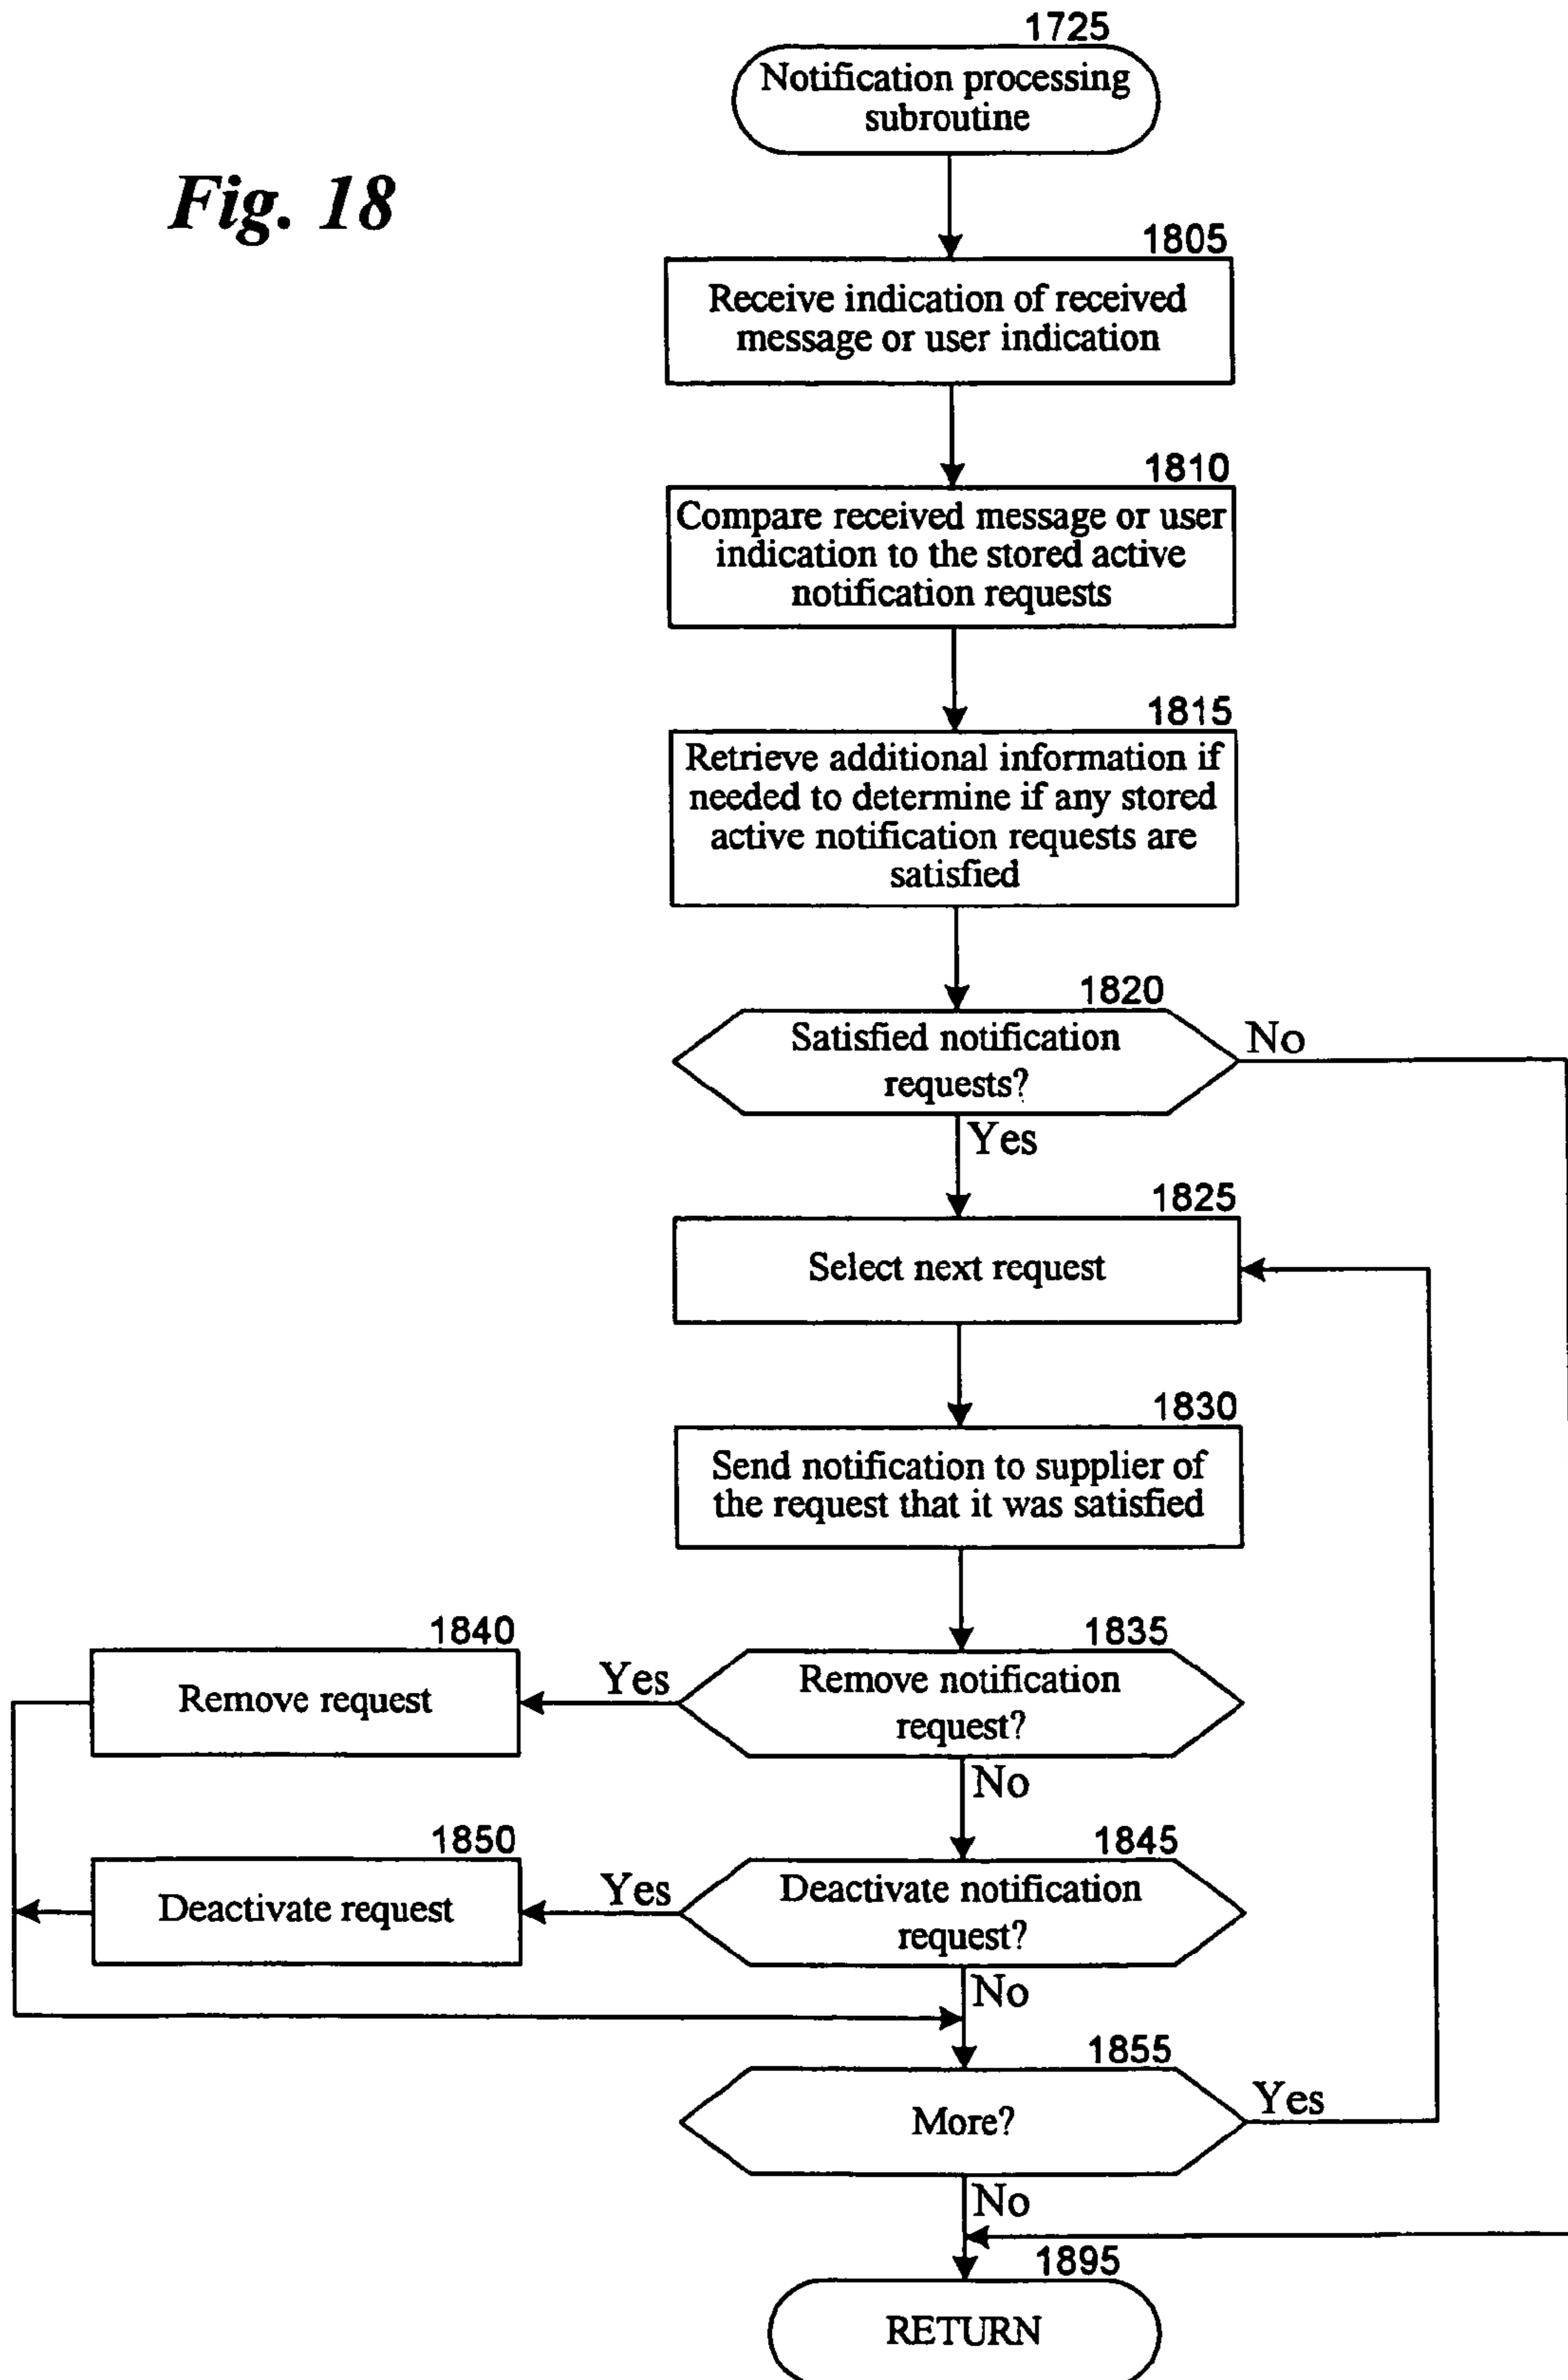 Fig. 18
1725
Notification processing
subroutine
1805
Receive indication of received
message or user indication
1810
Compare received message or user
indication to the stored active
notification requests
1815
Retrieve additional information if
needed to determine if any stored
active notification requests are
satisfied
1820
Satisfied notification
requests?
No
Yes
1825
Select next request
1830
Send notification to supplier of
the request that it was satisfied
1835
Remove notification
request?
Yes
1840
Remove request
No
1845
Deactivate notification
request?
Yes
1850
Deactivate request
No
1855
More?
Yes
No
1895
RETURN